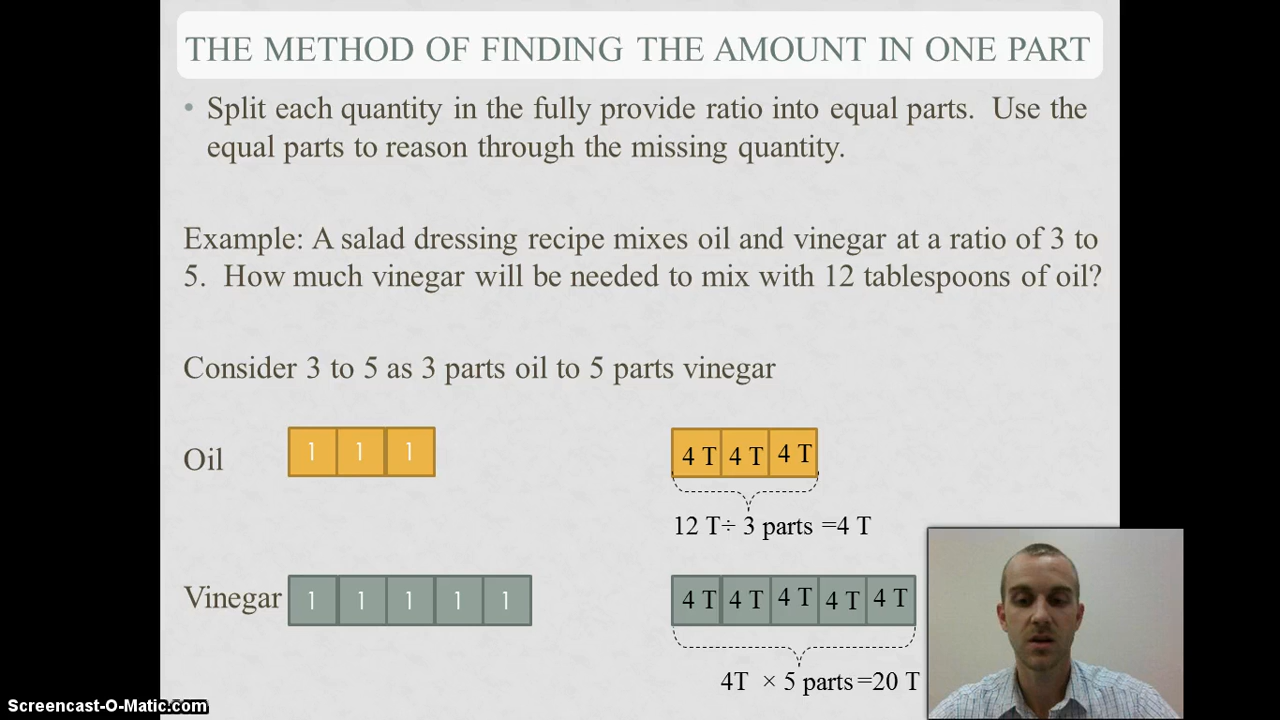 THE METHOD OF FINDING THE AMOUNT IN ONE PART
• Split each quantity in the fully provide ratio into equal parts. Use the
equal parts to reason through the missing quantity.
Example: A salad dressing recipe mixes oil and vinegar at a ratio of 3 to
5. How much vinegar will be needed to mix with 12 tablespoons of oil?
Consider 3 to 5 as 3 parts oil to 5 parts vinegar
Oil 1 1 1 4 T 4 T 4 T
12 T÷ 3 parts =4 T
Vinegar 1 1 1 1 1 4 T 4 T 4 T 4 T 4 T
4T × 5 parts=20 T
Screencast-O-Matic.com